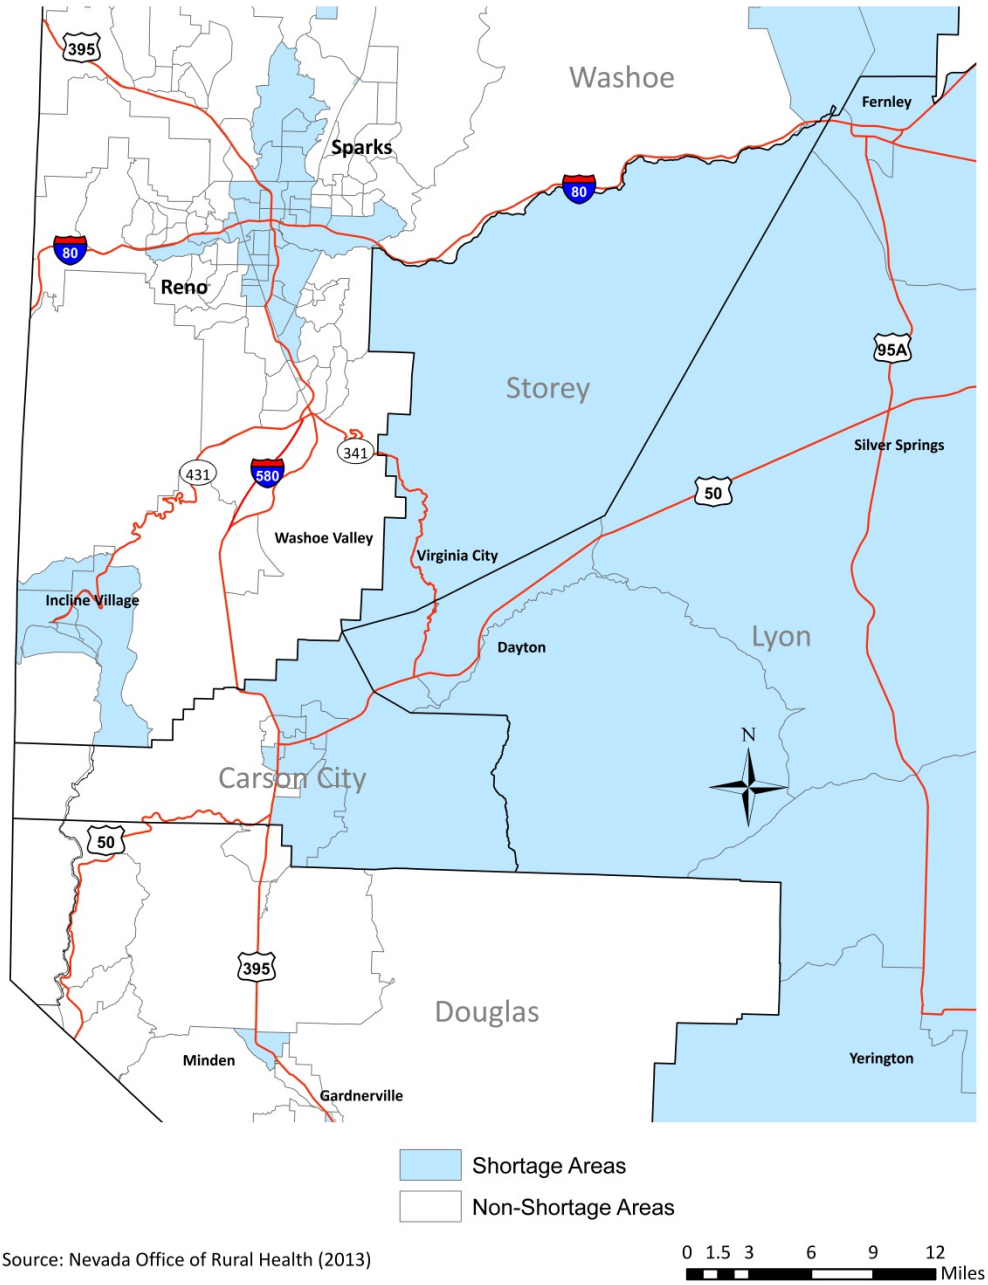 395
Washoe
Fernley
Sparks
80
80
Reno
95A
Storey
Silver Springs
341
431
580
50
Washoe Valley
Virginia City
Incline Village
Lyon
Dayton
N
Carson City
50
395
Douglas
Minden
Yerington
Gardnerville
Shortage Areas
Non-Shortage Areas
Source: Nevada Office of Rural Health (2013)
0 1.5 3 6 9 12
Miles